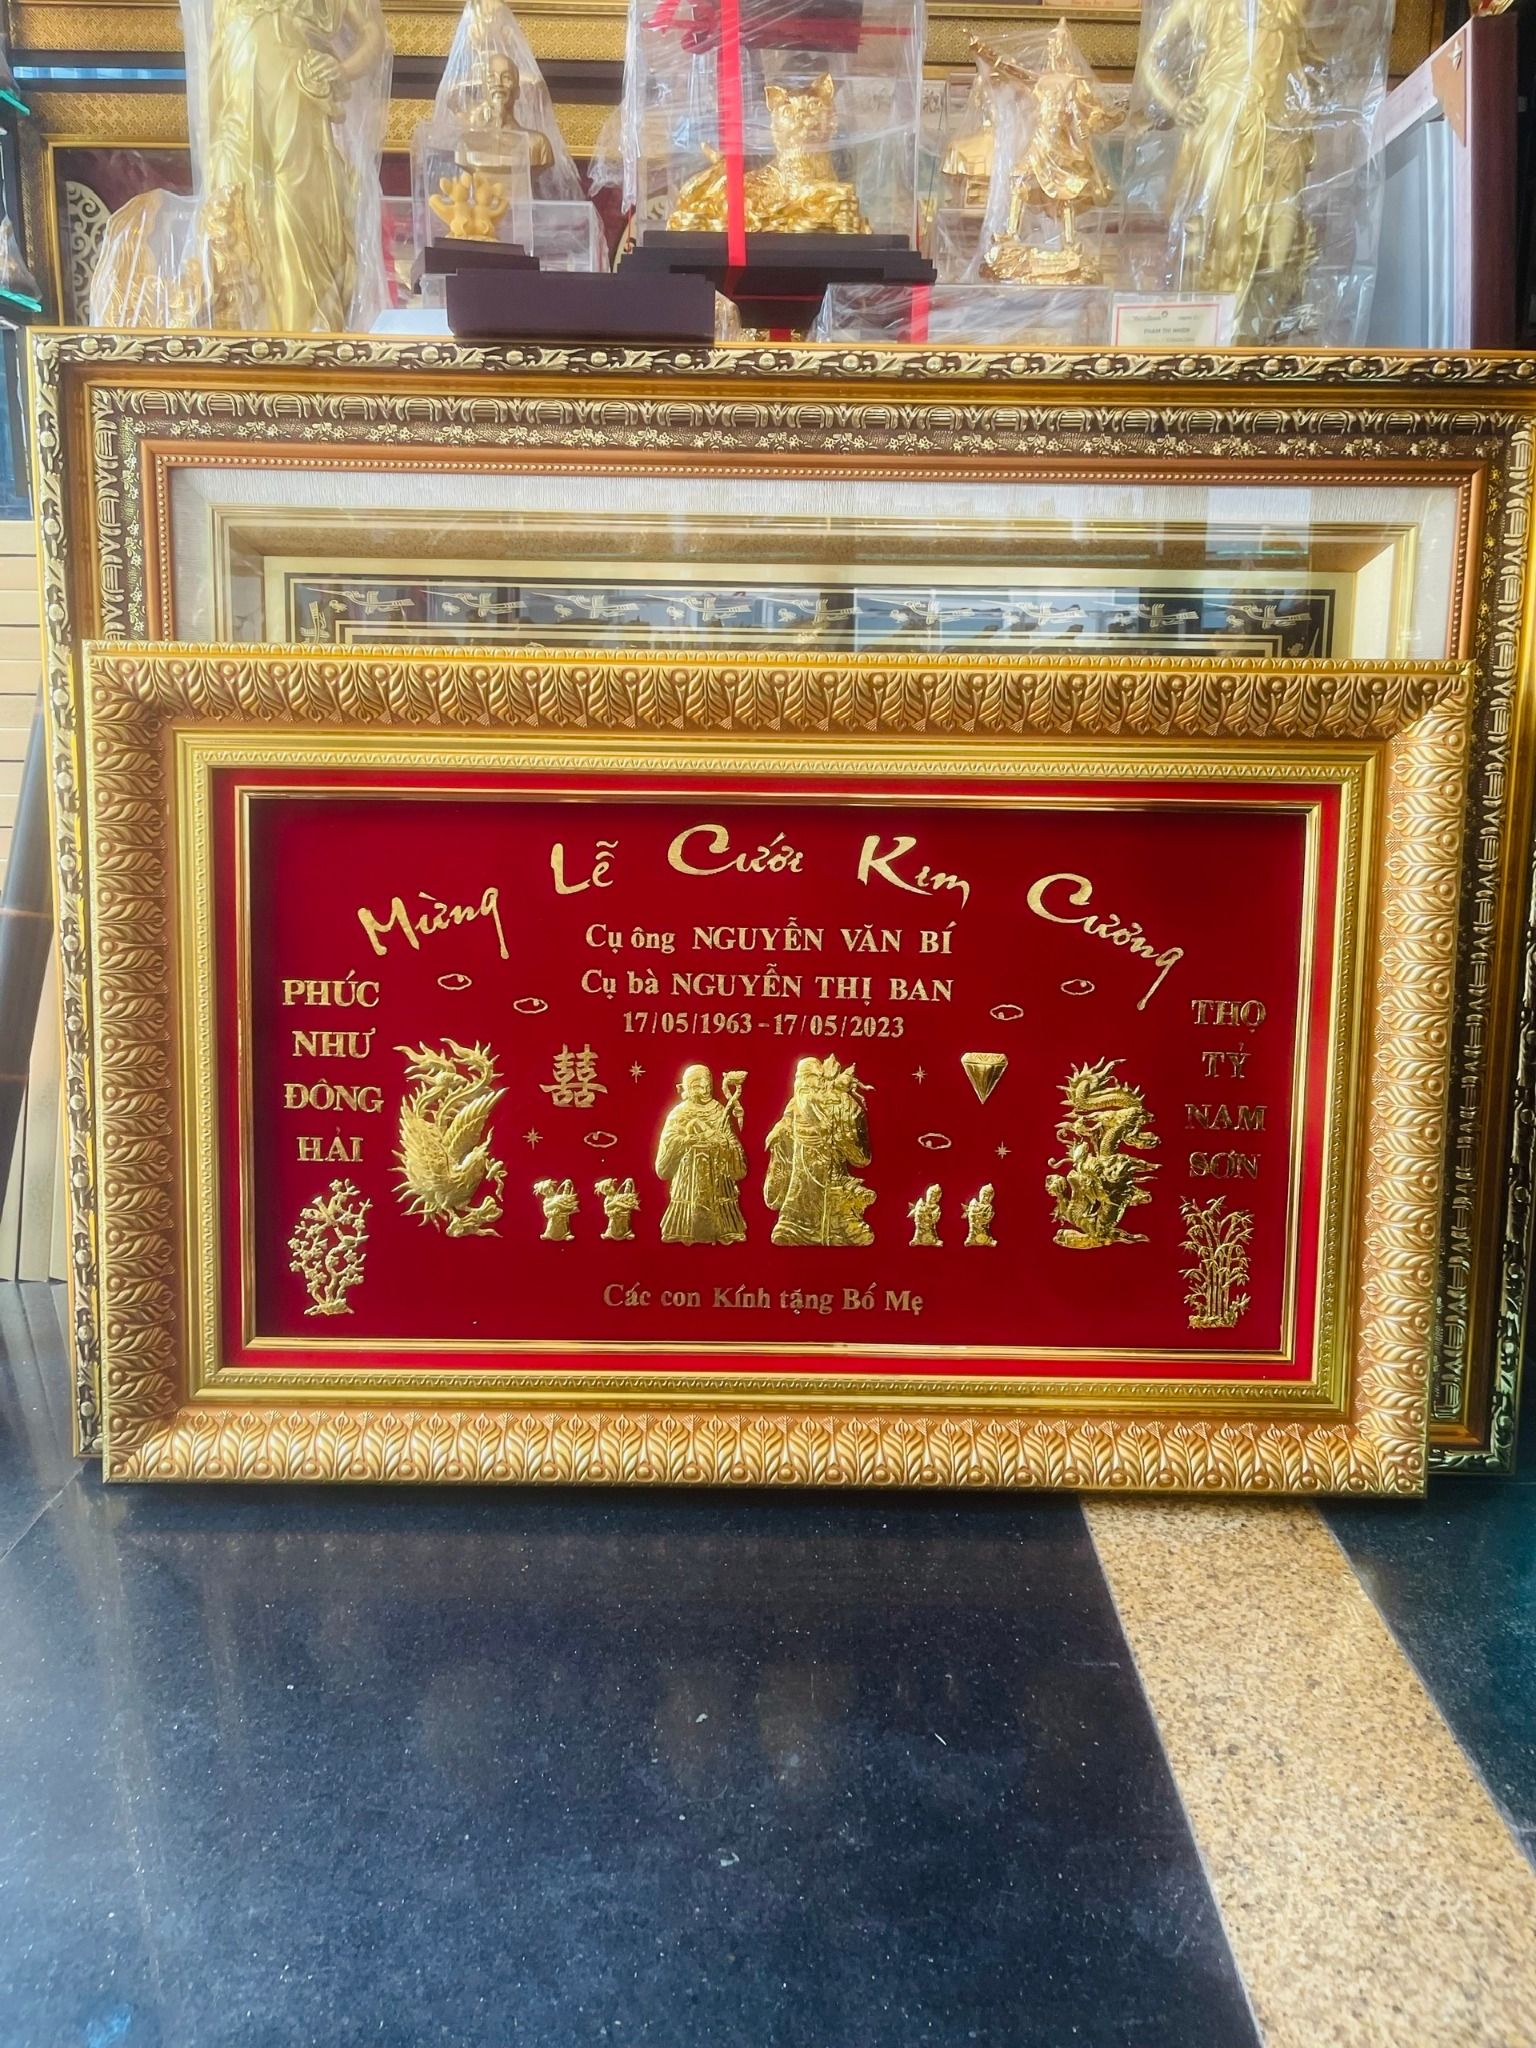 Mừng Lễ Cưới Kim Cương
Cụ ông NGUYỄN VĂN BÍ
Cụ bà NGUYỄN THỊ BAN
17/05/1963-17/05/2023
PHÚC
NHƯ
ĐÔNG
HẢI
THỌ
TỶ
NAM
SƠN
囍
Các con Kính tặng Bố Mẹ